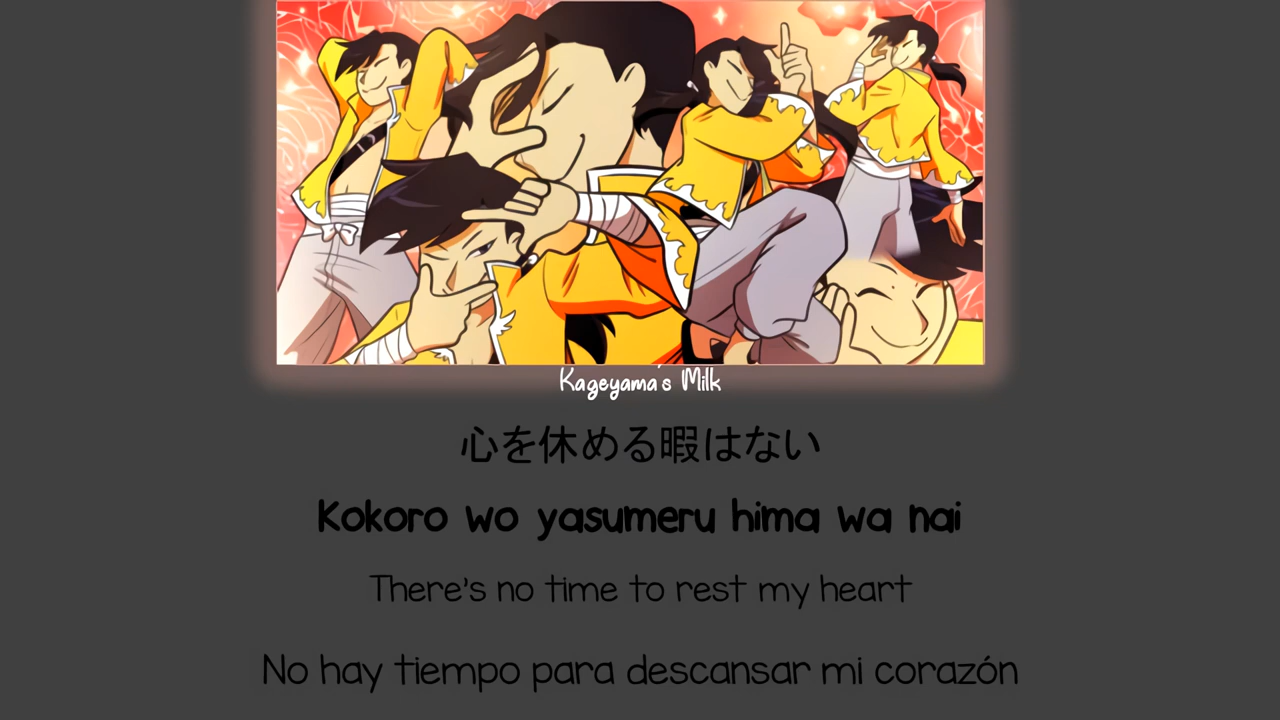 Kageyama's Milk
心を休める暇はない
Kokoro wo yasumeru hima wa nai
There's no time to rest my heart
No hay tiempo para descansar mi corazón